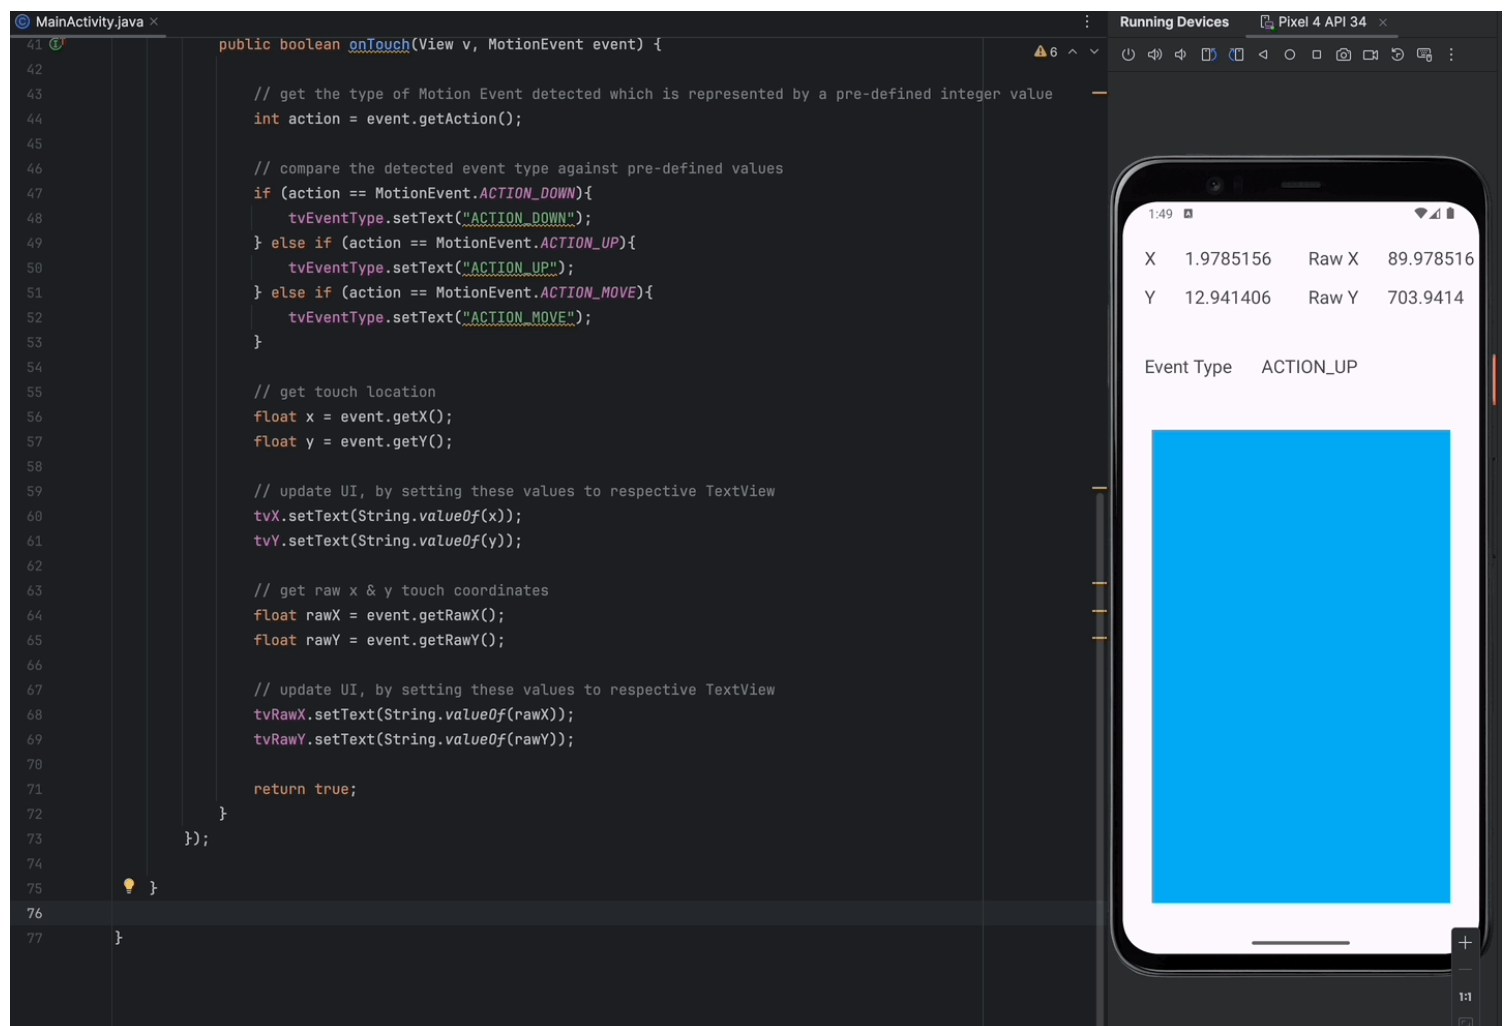 MainActivity.java
Running Devices
Pixel 4 API 34
41 public boolean onTouch(View v, MotionEvent event) {
6
42
43 // get the type of Motion Event detected which is represented by a pre-defined integer value
44 int action = event.getAction();
45
46 // compare the detected event type against pre-defined values
47 if (action == MotionEvent.ACTION_DOWN){
48 tvEventType.setText("ACTION_DOWN");
49 } else if (action == MotionEvent.ACTION_UP){
50 tvEventType.setText("ACTION_UP");
51 } else if (action == MotionEvent.ACTION_MOVE){
52 tvEventType.setText("ACTION_MOVE");
53 }
54
55 // get touch location
56 float x = event.getX();
57 float y = event.getY();
58
59 // update UI, by setting these values to respective TextView
60 tvX.setText(String.valueOf(x));
61 tvY.setText(String.valueOf(y));
62
63 // get raw x & y touch coordinates
64 float rawX = event.getRawX();
65 float rawY = event.getRawY();
66
67 // update UI, by setting these values to respective TextView
68 tvRawX.setText(String.valueOf(rawX));
69 tvRawY.setText(String.valueOf(rawY));
70
71 return true;
72 }
73 });
74
75 }
76
77 }
1:49
X 1.9785156 Raw X 89.978516
Y 12.941406 Raw Y 703.9414
Event Type ACTION_UP
1:1